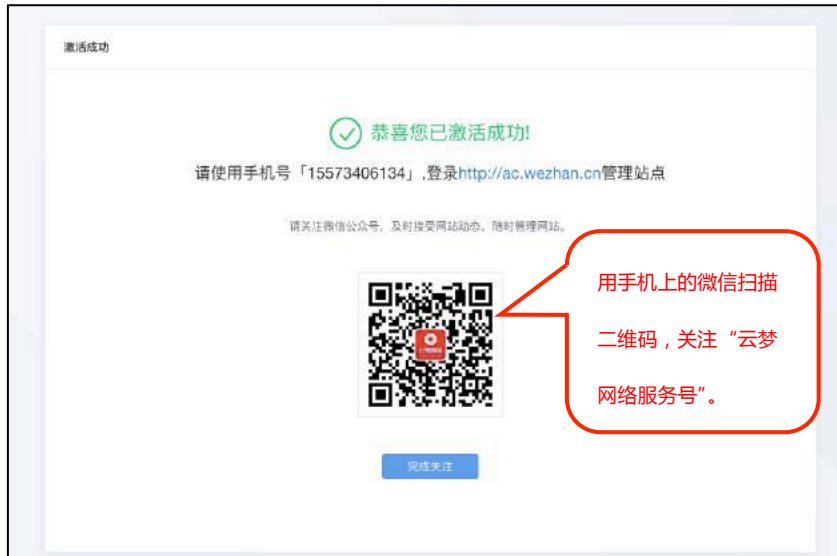 激活成功
恭喜您已激活成功!
请使用手机号「15573406134」,登录http://ac.wezhan.cn管理站点
请关注微信公众号，及时接受网站动态、随时管理网站。
用手机上的微信扫描
二维码，关注“云梦
网络服务号”。
完成关注